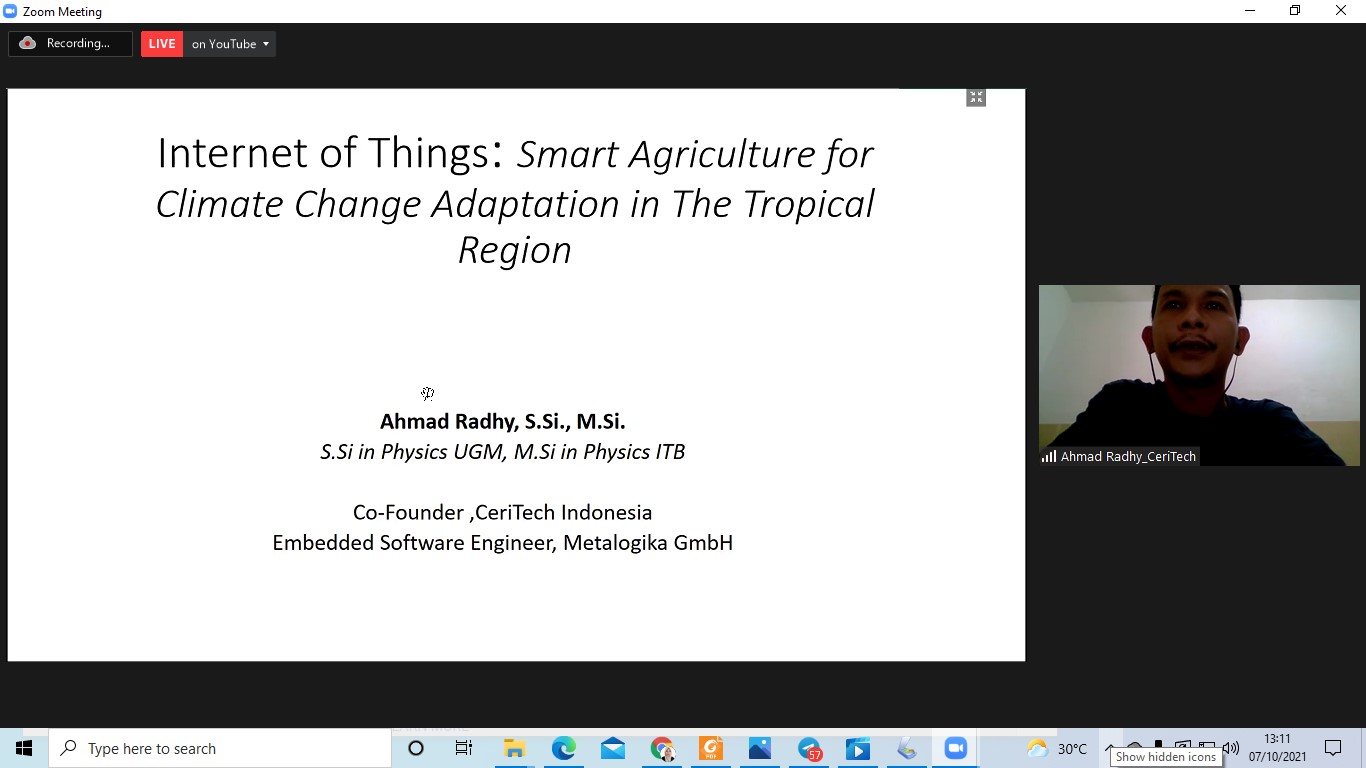 Zoom Meeting
Recording...
LIVE on YouTube
Internet of Things: Smart Agriculture for
Climate Change Adaptation in The Tropical
Region
Ahmad Radhy, S.Si., M.Si.
S.Si in Physics UGM, M.Si in Physics ITB
Co-Founder ,CeriTech Indonesia
Embedded Software Engineer, Metalogika GmbH
Ahmad Radhy_CeriTech
Type here to search
57
30°C
Show hidden icons
13:11
07/10/2021